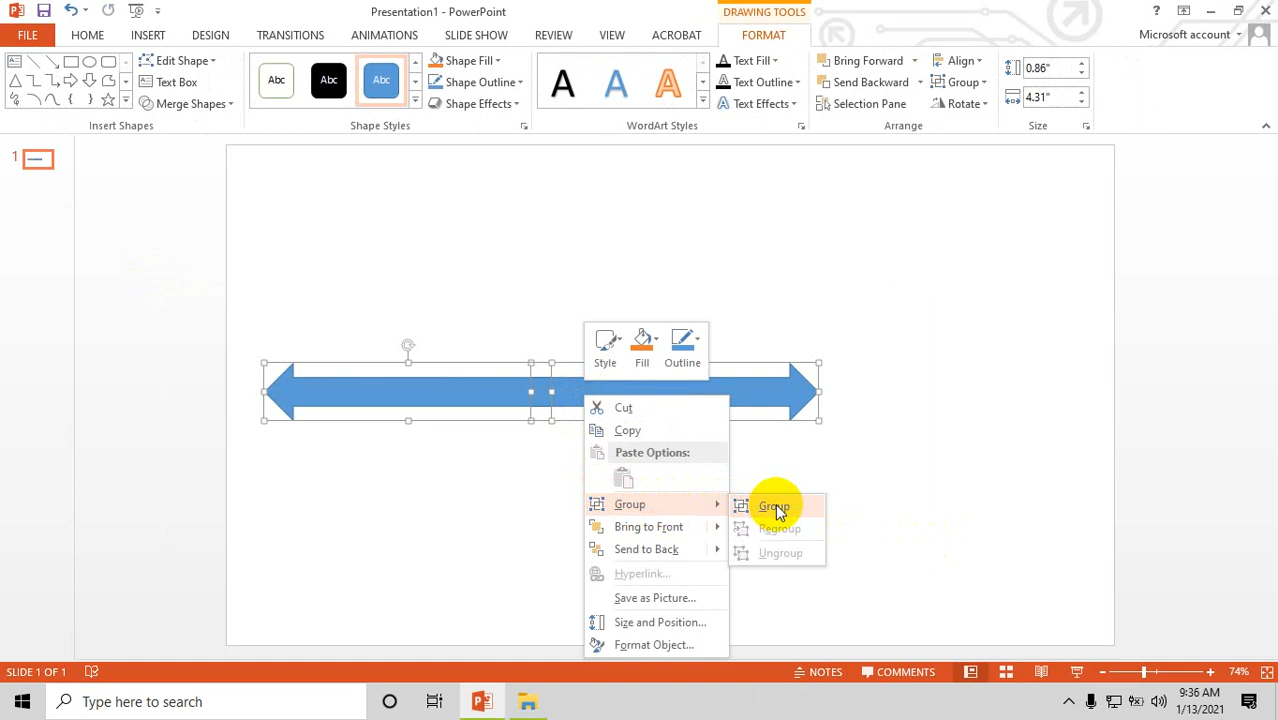 Presentation1 - PowerPoint
DRAWING TOOLS
?
FILE
HOME
INSERT
DESIGN
TRANSITIONS
ANIMATIONS
SLIDE SHOW
REVIEW
VIEW
ACROBAT
FORMAT
Microsoft account
Edit Shape
Text Box
Merge Shapes
Insert Shapes
Abc
Abc
Abc
Shape Fill
Shape Outline
Shape Effects
Shape Styles
A
A
A
Text Fill
Text Outline
Text Effects
WordArt Styles
Bring Forward
Send Backward
Selection Pane
Align
Group
Rotate
Arrange
0.86"
4.31"
Size
1
Style
Fill
Outline
Cut
Copy
Paste Options:
Group
Bring to Front
Send to Back
Hyperlink...
Save as Picture...
Size and Position...
Format Object...
Group
Regroup
Ungroup
SLIDE 1 OF 1
NOTES
COMMENTS
74%
Type here to search
9:36 AM
1/13/2021